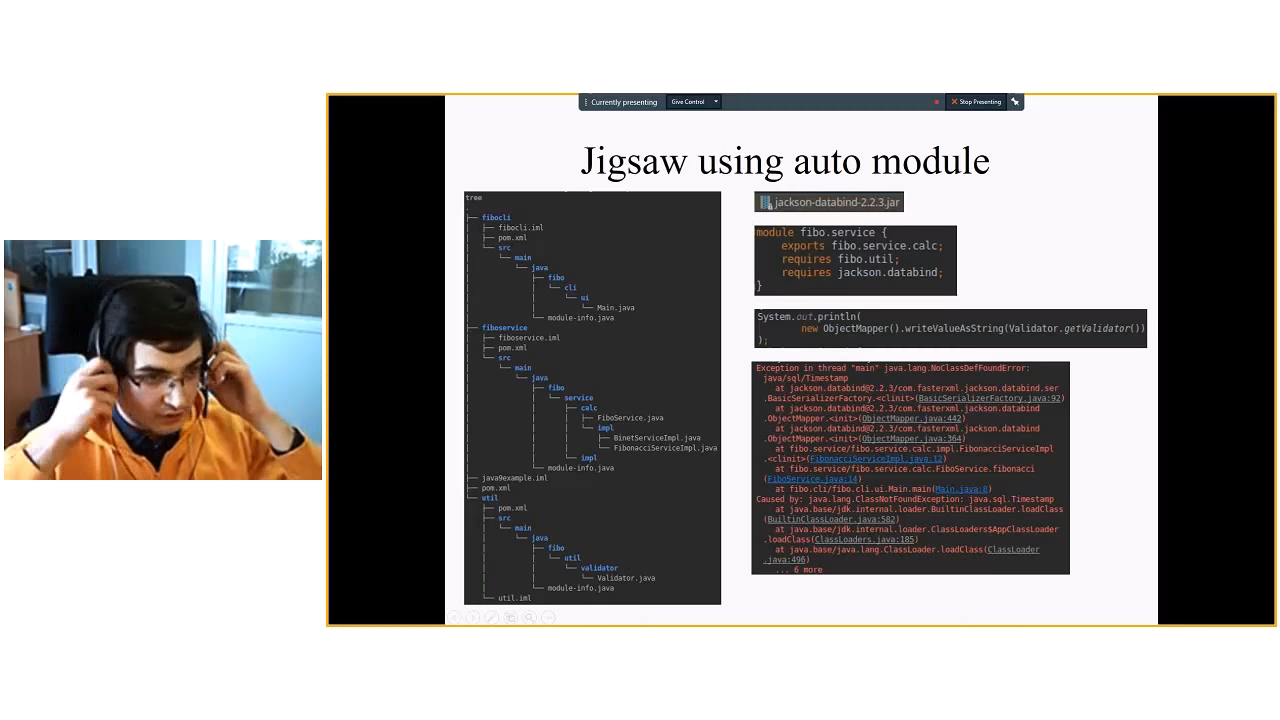 Currently presenting
Give Control
Stop Presenting
Jigsaw using auto module
tree
.
├── fibocli
│   ├── fibocli.iml
│   ├── pom.xml
│   └── src
│       └── main
│           └── java
│               ├── fibo
│               │   └── cli
│               │       └── ui
│               │           └── Main.java
│               └── module-info.java
├── fiboservice
│   ├── fiboservice.iml
│   ├── pom.xml
│   └── src
│       └── main
│           └── java
│               ├── fibo
│               │   └── service
│               │       ├── calc
│               │       │   ├── FiboService.java
│               │       │   └── impl
│               │       │       ├── BinetServiceImpl.java
│               │       │       └── FibonacciServiceImpl.java
│               │       └── impl
│               └── module-info.java
├── java9example.iml
├── pom.xml
└── util
    ├── pom.xml
    ├── src
    │   └── main
    │       └── java
    │           ├── fibo
    │           │   └── util
    │           │       └── validator
    │           │           └── Validator.java
    │           └── module-info.java
    └── util.iml
jackson-databind-2.2.3.jar
module fibo.service {
exports fibo.service.calc;
requires fibo.util;
requires jackson.databind;
}
System.out.println(
new ObjectMapper().writeValueAsString(Validator.getValidator())
);
Exception in thread "main" java.lang.NoClassDefFoundError:
java/sql/Timestamp
at jackson.databind@2.2.3/com.fasterxml.jackson.databind.ser
.BasicSerializerFactory.<clinit>(BasicSerializerFactory.java:92)
at jackson.databind@2.2.3/com.fasterxml.jackson.databind
.ObjectMapper.<init>(ObjectMapper.java:442)
at jackson.databind@2.2.3/com.fasterxml.jackson.databind
.ObjectMapper.<init>(ObjectMapper.java:364)
at fibo.service/fibo.service.calc.impl.FibonacciServiceImpl
.<clinit>(FibonacciServiceImpl.java:12)
at fibo.service/fibo.service.calc.FiboService.fibonacci
(FiboService.java:14)
at fibo.cli/fibo.cli.ui.Main.main(Main.java:8)
Caused by: java.lang.ClassNotFoundException: java.sql.Timestamp
at java.base/jdk.internal.loader.BuiltinClassLoader.loadClass
(BuiltinClassLoader.java:582)
at java.base/jdk.internal.loader.ClassLoaders$AppClassLoader
.loadClass(ClassLoaders.java:185)
at java.base/java.lang.ClassLoader.loadClass(ClassLoader
.java:496)
... 6 more